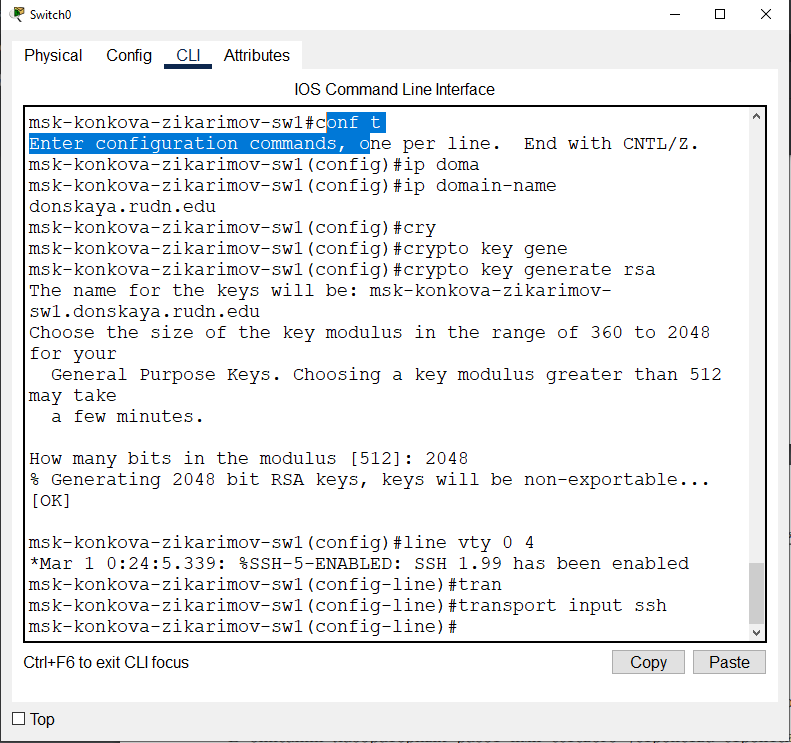 Switch0
Physical Config CLI Attributes
IOS Command Line Interface
msk-konkova-zikarimov-sw1#conf t
Enter configuration commands, one per line.  End with CNTL/Z.
msk-konkova-zikarimov-sw1(config)#ip doma
msk-konkova-zikarimov-sw1(config)#ip domain-name
donskaya.rudn.edu
msk-konkova-zikarimov-sw1(config)#cry
msk-konkova-zikarimov-sw1(config)#crypto key gene
msk-konkova-zikarimov-sw1(config)#crypto key generate rsa
The name for the keys will be: msk-konkova-zikarimov-
sw1.donskaya.rudn.edu
Choose the size of the key modulus in the range of 360 to 2048
for your
  General Purpose Keys. Choosing a key modulus greater than 512
may take
  a few minutes.
How many bits in the modulus [512]: 2048
% Generating 2048 bit RSA keys, keys will be non-exportable...
[OK]
msk-konkova-zikarimov-sw1(config)#line vty 0 4
*Mar 1 0:24:5.339: %SSH-5-ENABLED: SSH 1.99 has been enabled
msk-konkova-zikarimov-sw1(config-line)#tran
msk-konkova-zikarimov-sw1(config-line)#transport input ssh
msk-konkova-zikarimov-sw1(config-line)#
Ctrl+F6 to exit CLI focus
Copy Paste
Top